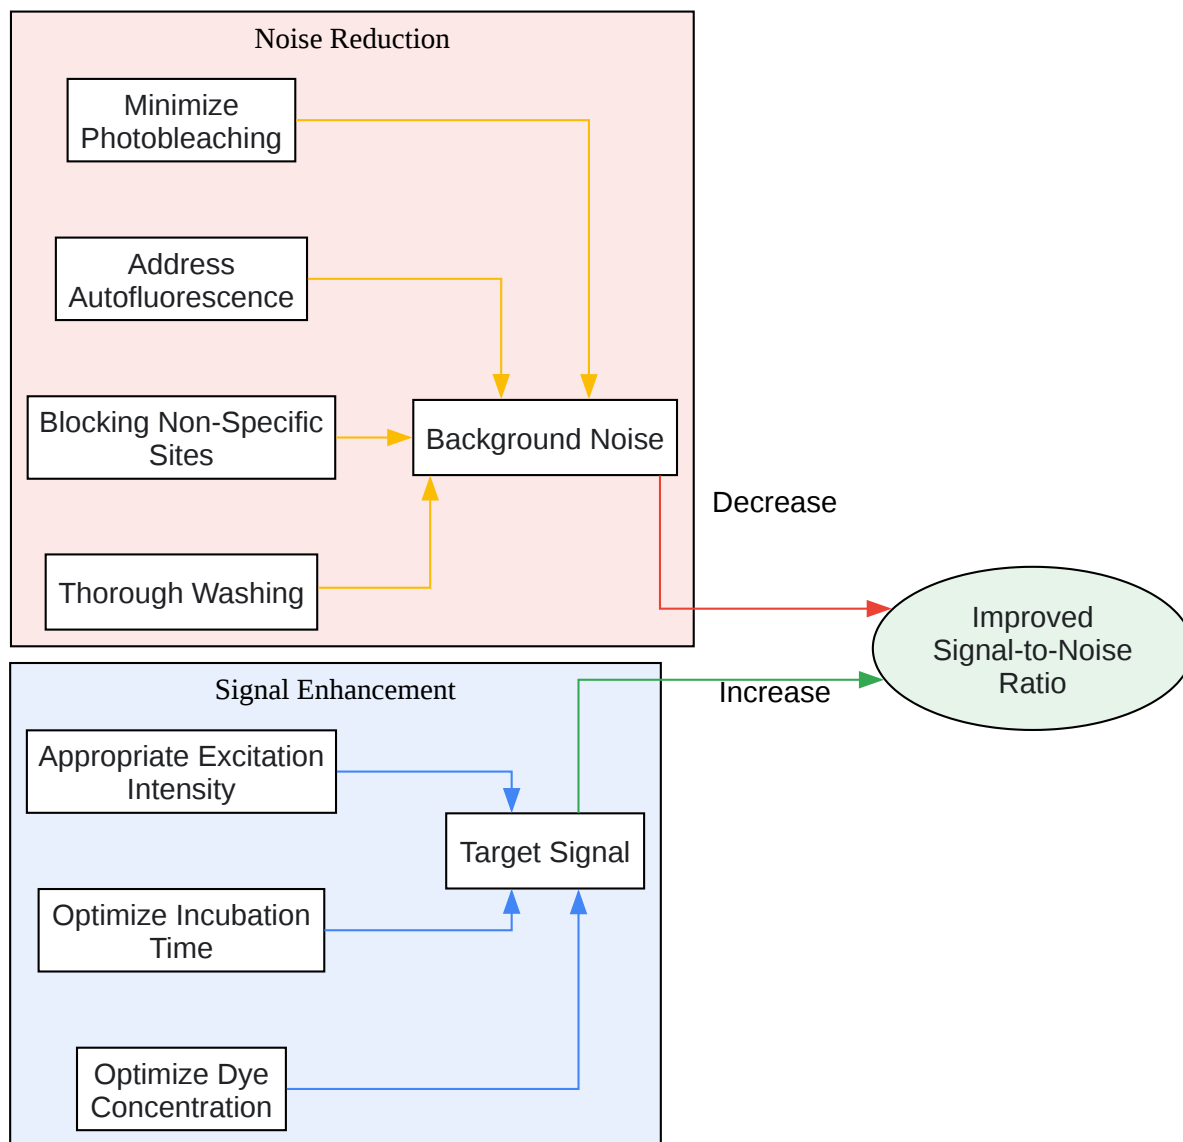 Noise Reduction
Minimize
Photobleaching
Address
Autofluorescence
Blocking Non-Specific
Sites
Background Noise
Thorough Washing
Decrease
Improved
Signal-to-Noise
Ratio
Increase
Signal Enhancement
Appropriate Excitation
Intensity
Target Signal
Optimize Incubation
Time
Optimize Dye
Concentration